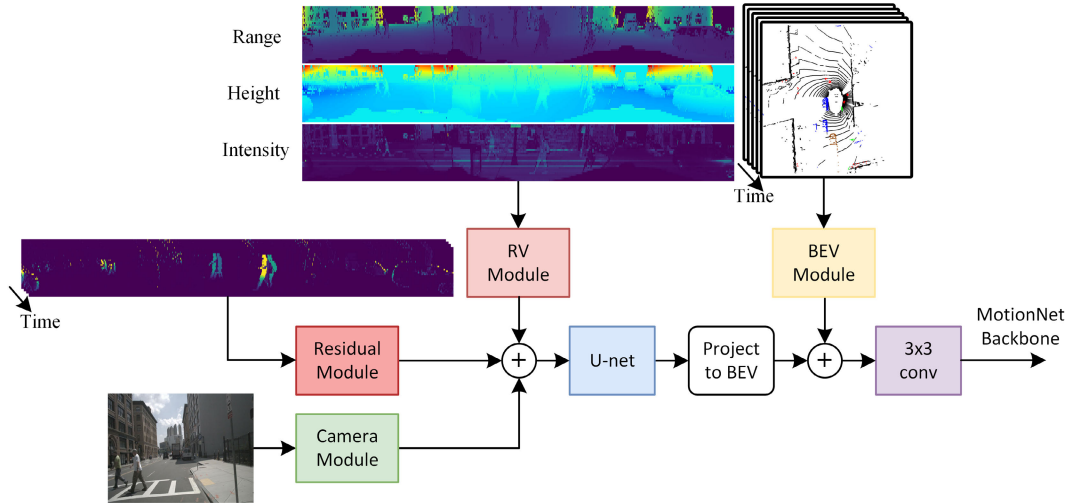 Range
Height
Intensity
Time
Time
RV
Module
BEV
Module
MotionNet
Backbone
Residual
Module
+
U-net
Project
to BEV
+
3x3
conv
Camera
Module